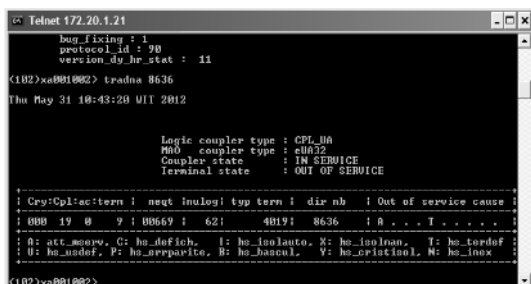 Telnet 172.20.1.21
bug_fixing : 1
protocol_id : 90
version_dy_hr_stat : 11
(102)xa001002> tradna 8636
Thu May 31 10:43:20 WIT 2012
Logic coupler type : CPL_UA
MAO coupler type : eUA32
Coupler state : IN SERVICE
Terminal state : OUT OF SERVICE
| Cry:Cpl:ac:term | neqt |nulog| typ term | dir nb | Out of service cause |
| 000 19 0 9 | 00669 | 62| 4019| 8636 | A . . . T . . . . . |
| A: att_mserv, C: hs_defich, I: hs_isolauto, X: hs_isolman, T: hs_terdef
| U: hs_usdef, P: hs_errparite, B: hs_bascul, Y: hs_cristisol, N: hs_inex |
(102)xa001002>